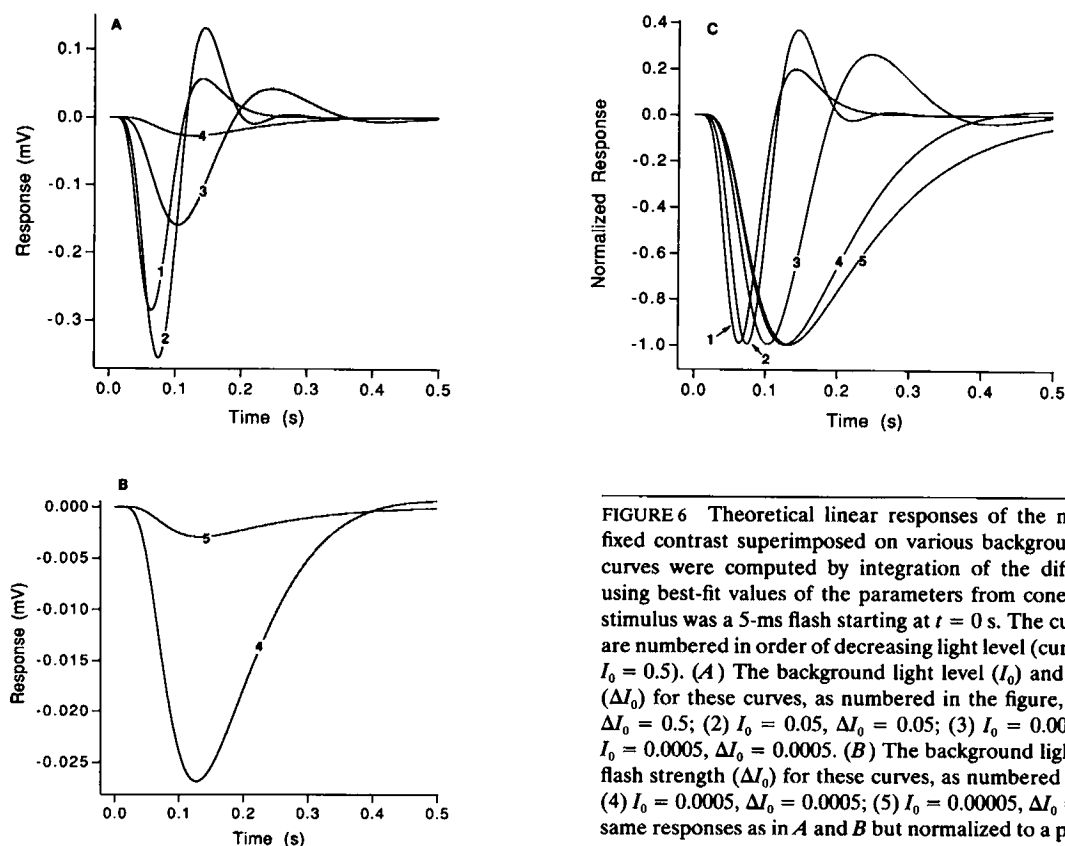 A
0.1
0.0
-0.1
-0.3
Response (mV)
4
3
1
2
0.0 0.1 0.2 0.3 0.4 0.5
Time (s)
C
0.4
0.2
0.0
-0.2
-0.4
-0.6
-0.8
-1.0
Normalized Response
3
4
5
1
2
0.0 0.1 0.2 0.3 0.4 0.5
Time (s)
B
0.000
-0.005
-0.010
-0.015
-0.020
-0.025
Response (mV)
5
4
0.0 0.1 0.2 0.3 0.4 0.5
Time (s)
FIGURE 6 Theoretical linear responses of the
fixed contrast superimposed on various
curves were computed by integration of the
using best-fit values of the parameters from
stimulus was a 5-ms flash starting at t = 0 s. The
are numbered in order of decreasing light level
I₀ = 0.5). (A) The background light level (I₀) and
(ΔI₀) for these curves, as numbered in the figure,
ΔI₀ = 0.5; (2) I₀ = 0.05, ΔI₀ = 0.05; (3) I₀ = 0.00
I₀ = 0.0005, ΔI₀ = 0.0005. (B) The background
flash strength (ΔI₀) for these curves, as numbered
(4) I₀ = 0.0005, ΔI₀ = 0.0005; (5) I₀ = 0.00005, ΔI₀ =
same responses as in A and B but normalized to a